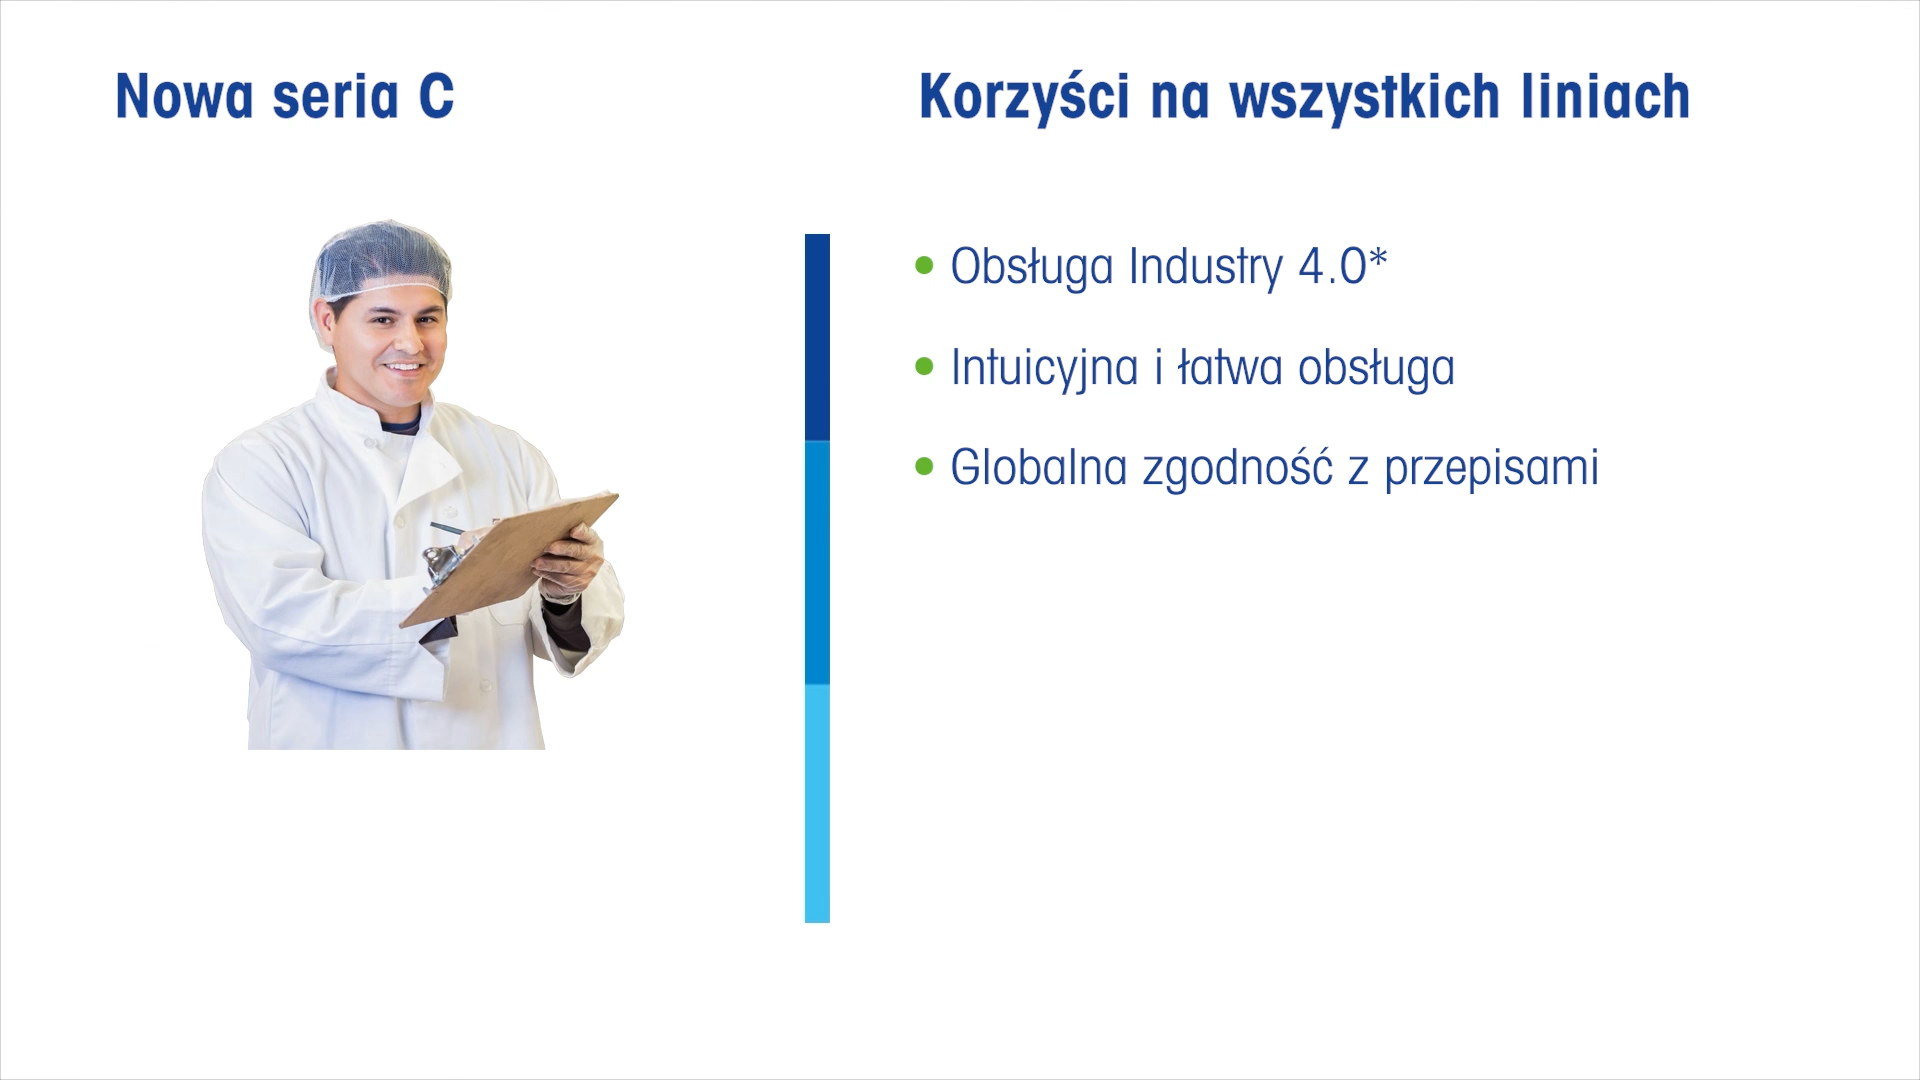 Nowa seria C
Korzyści na wszystkich liniach
• Obsługa Industry 4.0*
• Intuicyjna i łatwa obsługa
• Globalna zgodność z przepisami